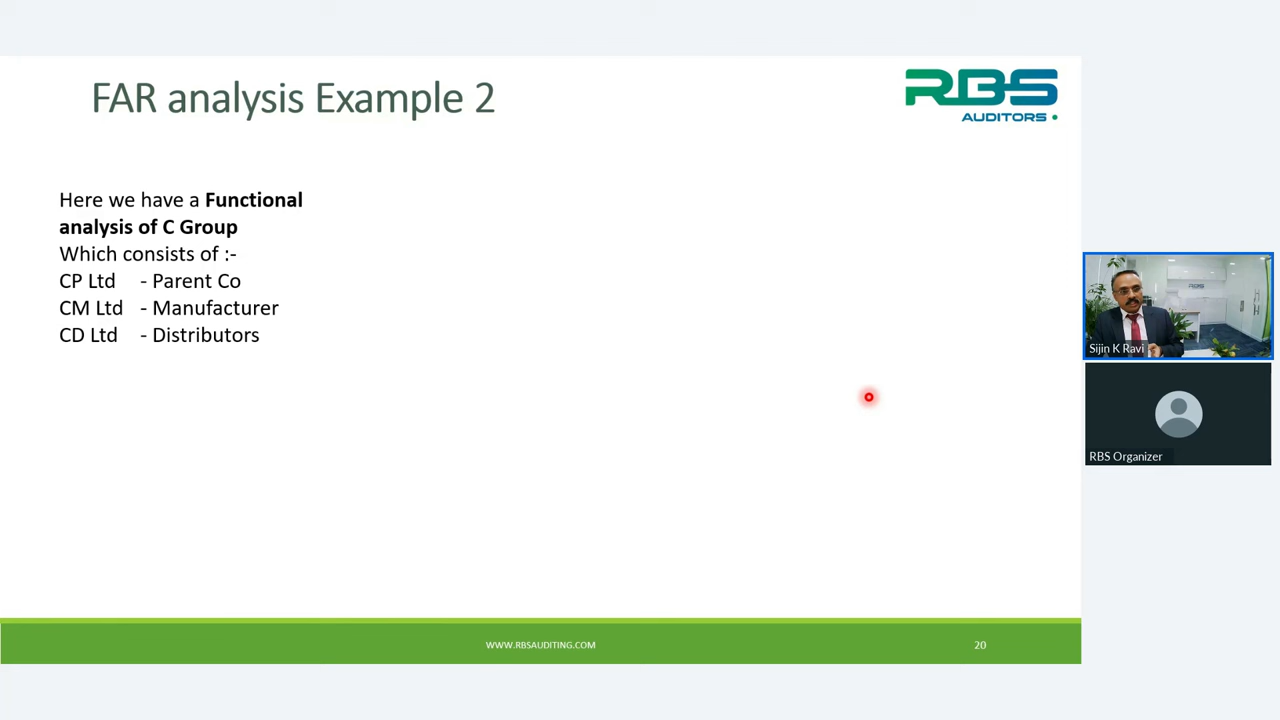 FAR analysis Example 2
RBS
AUDITORS
Here we have a Functional
analysis of C Group
Which consists of :-
CP Ltd - Parent Co
CM Ltd - Manufacturer
CD Ltd - Distributors
RBS
Sijin K Ravi
RBS Organizer
WWW.RBSAUDITING.COM
20